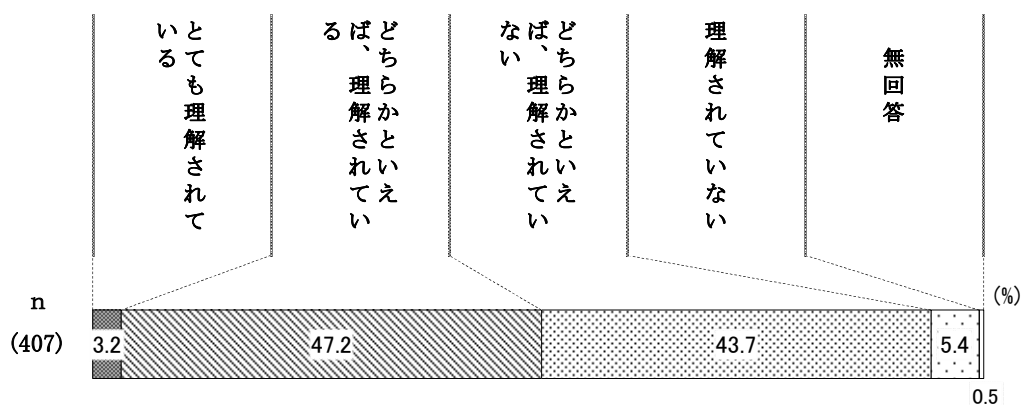 とても理解されて
いる
どちらかといえ
ば、理解されてい
る
どちらかといえ
ば、理解されてい
ない
理解されていない
無回答
(%)
n
(407)
3.2
47.2
43.7
5.4
0.5